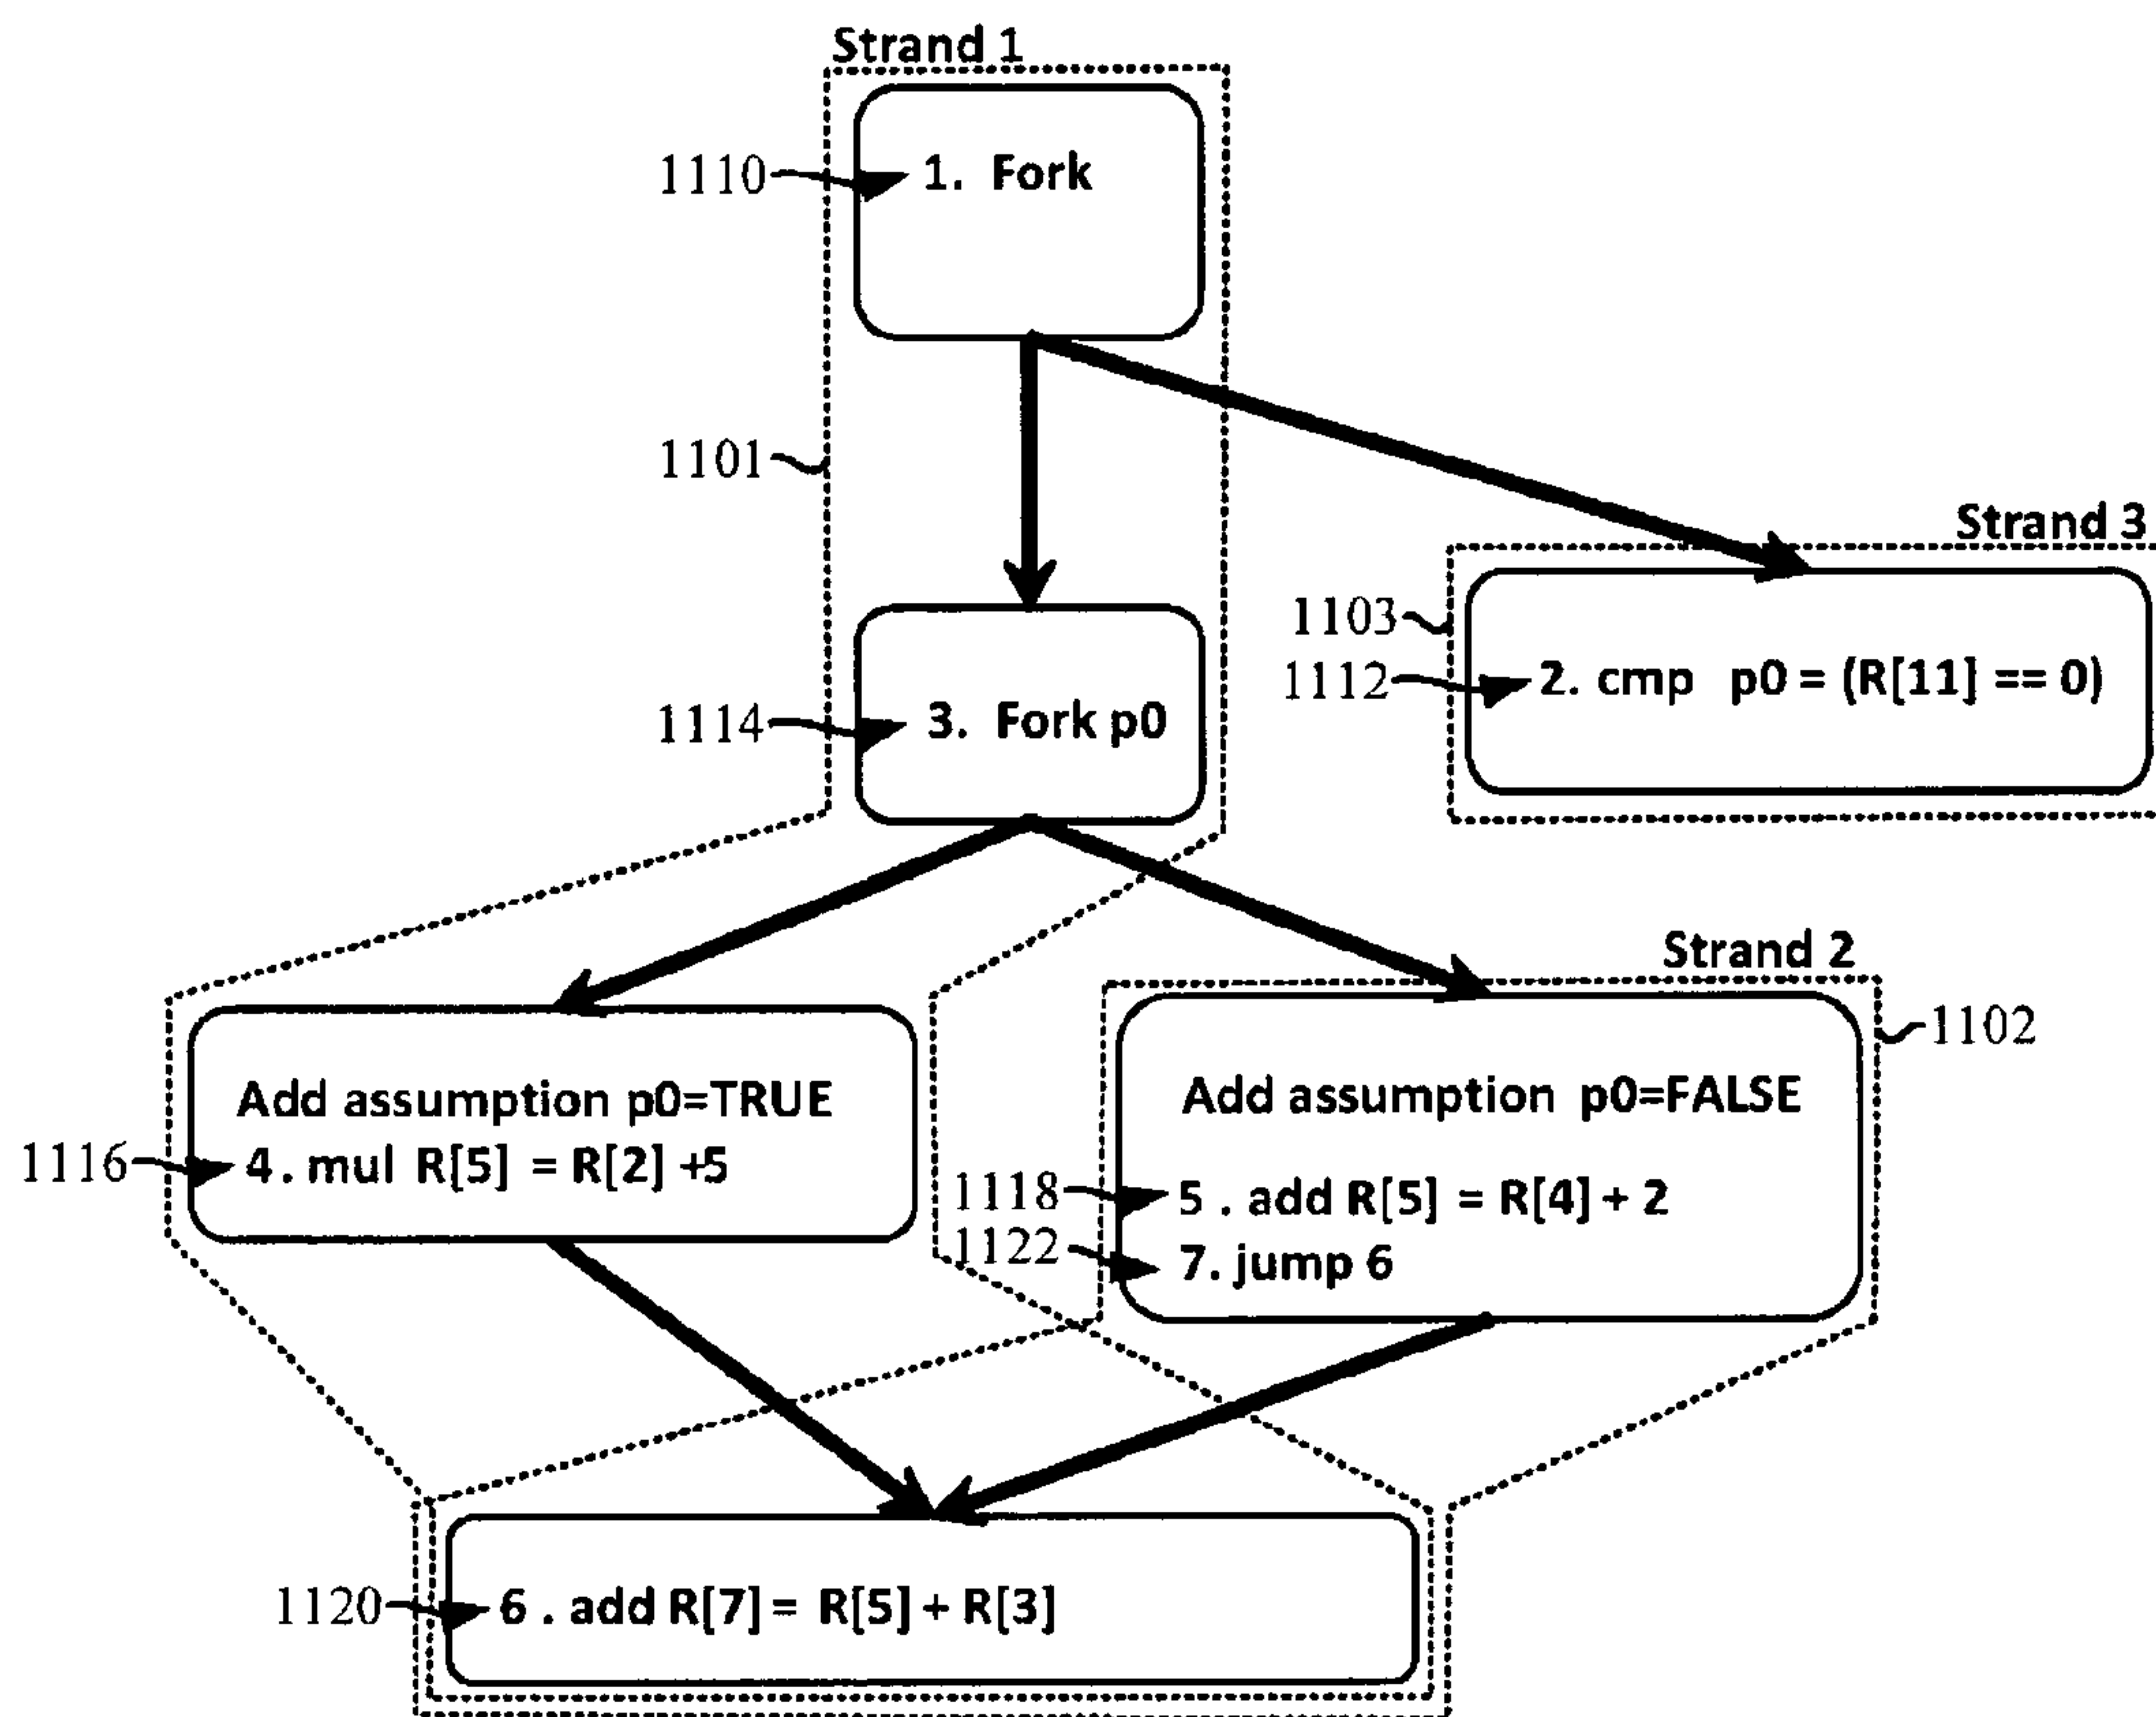 Strand 1
1110
1. Fork
1101
Strand 3
1103
1112
2. cmp p0 = (R[11] == 0)
1114
3. Fork p0
Strand 2
1102
Add assumption p0=TRUE
1116
4 . mul R[5] = R[2] +5
Add assumption p0=FALSE
1118
5 . add R[5] = R[4] + 2
1122
7. jump 6
1120
6 . add R[7] = R[5] + R[3]